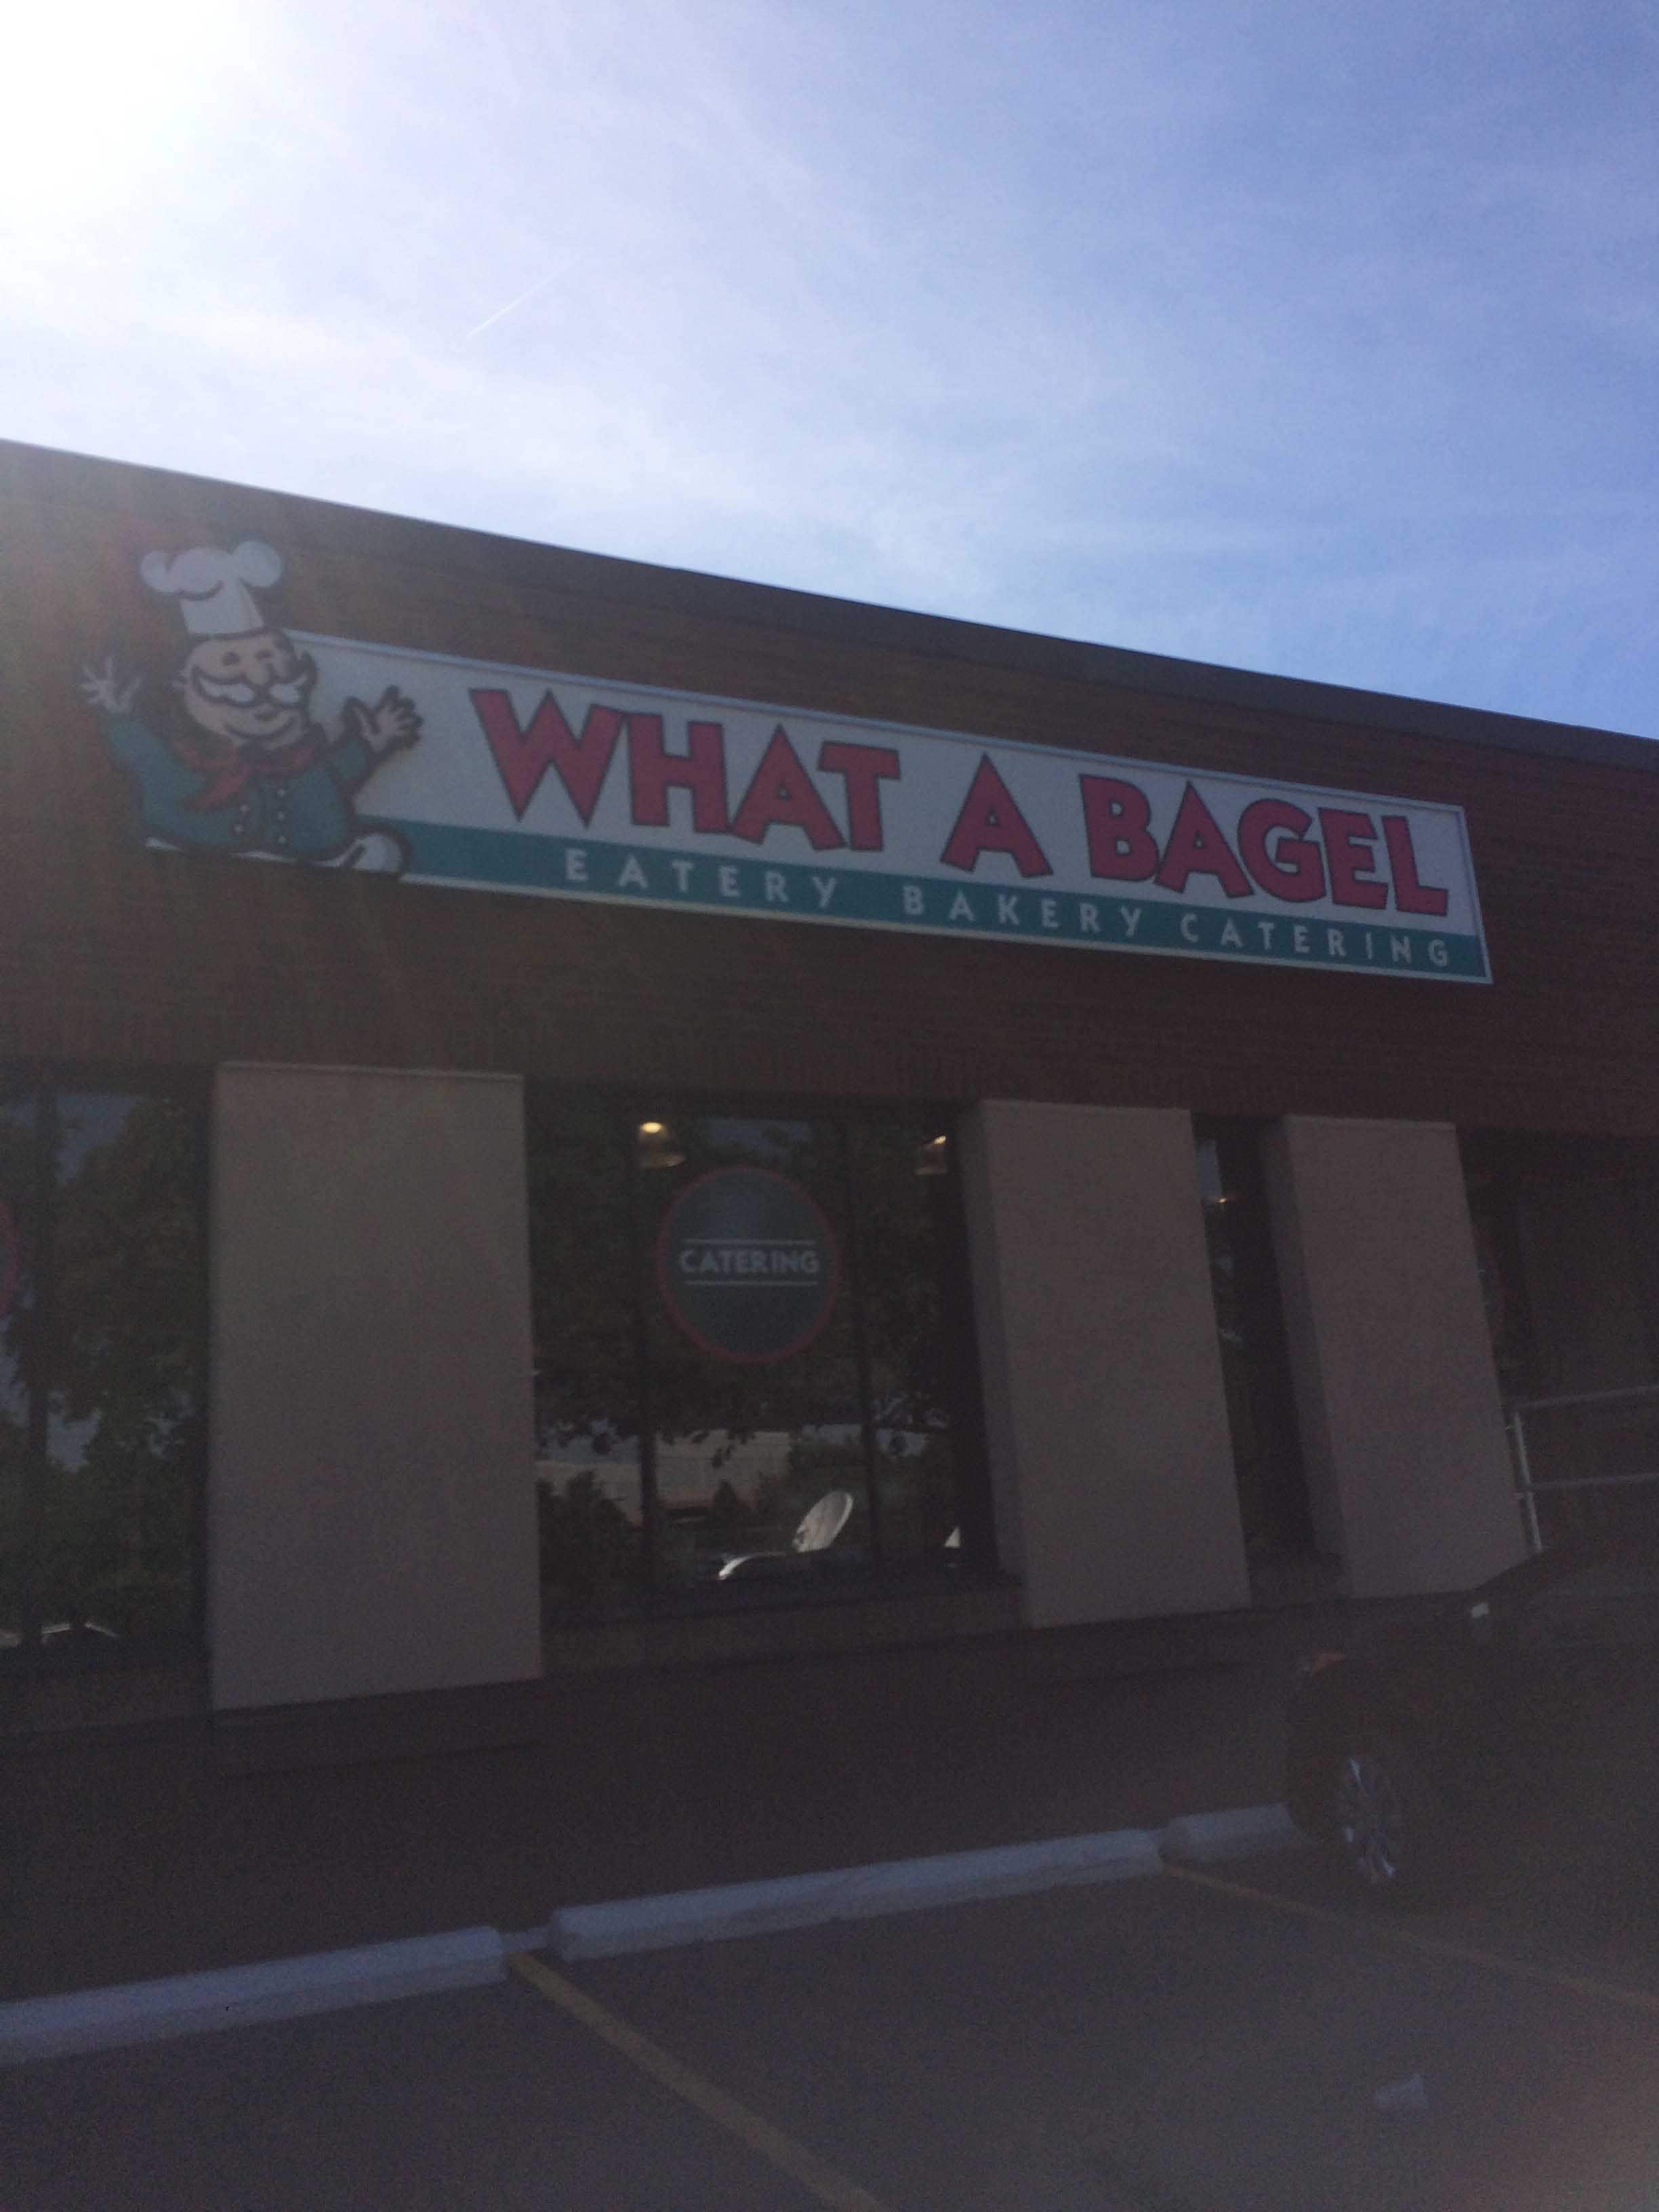 WHAT A BAGEL
EATERY BAKERY CATERING
CATERING